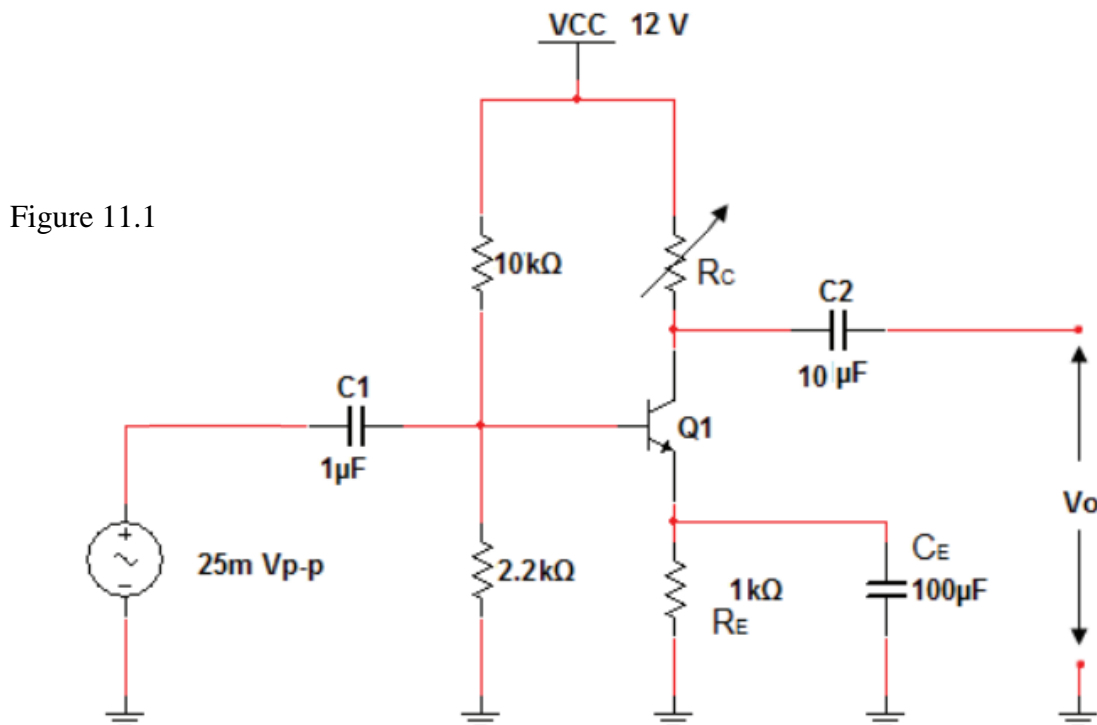 VCC 12 V
Figure 11.1
10kΩ
RC
C2
10 µF
C1
1µF
Q1
Vo
25m Vp-p
2.2kΩ
1kΩ
RE
CE
100µF
+
−